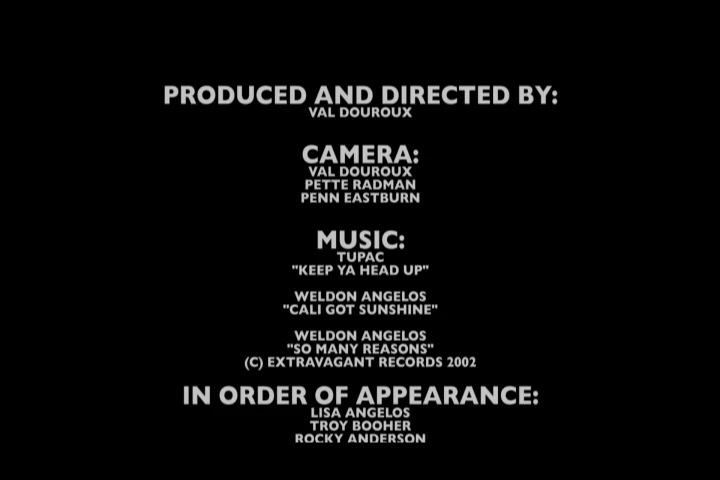 PRODUCED AND DIRECTED BY:
VAL DOUROUX
CAMERA:
VAL DOUROUX
PETTE RADMAN
PENN EASTBURN
MUSIC:
TUPAC
"KEEP YA HEAD UP"
WELDON ANGELOS
"CALI GOT SUNSHINE"
WELDON ANGELOS
"SO MANY REASONS"
(C) EXTRAVAGANT RECORDS 2002
IN ORDER OF APPEARANCE:
LISA ANGELOS
TROY BOOHER
ROCKY ANDERSON